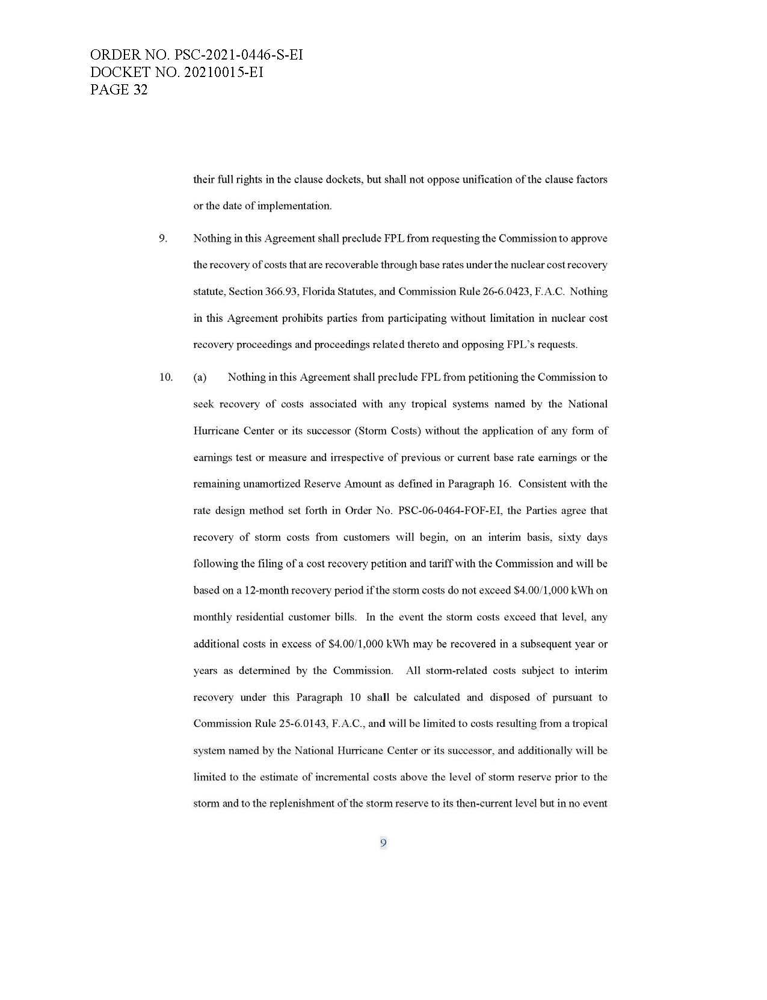 ORDER NO. PSC-2021-0446-S-EI
DOCKET NO. 20210015-EI
PAGE 32
their full rights in the clause dockets, but shall not oppose unification of the clause factors
or the date of implementation.
9. Nothing in this Agreement shall preclude FPL from requesting the Commission to approve
the recovery of costs that are recoverable through base rates under the nuclear cost recovery
statute, Section 366.93, Florida Statutes, and Commission Rule 26-6.0423, F.A.C. Nothing
in this Agreement prohibits parties from participating without limitation in nuclear cost
recovery proceedings and proceedings related thereto and opposing FPL's requests.
10. (a) Nothing in this Agreement shall preclude FPL from petitioning the Commission to
seek recovery of costs associated with any tropical systems named by the National
Hurricane Center or its successor (Storm Costs) without the application of any form of
earnings test or measure and irrespective of previous or current base rate earnings or the
remaining unamortized Reserve Amount as defined in Paragraph 16. Consistent with the
rate design method set forth in Order No. PSC-06-0464-FOF-EI, the Parties agree that
recovery of storm costs from customers will begin, on an interim basis, sixty days
following the filing of a cost recovery petition and tariff with the Commission and will be
based on a 12-month recovery period if the storm costs do not exceed $4.00/1,000 kWh on
monthly residential customer bills. In the event the storm costs exceed that level, any
additional costs in excess of $4.00/1,000 kWh may be recovered in a subsequent year or
years as determined by the Commission. All storm-related costs subject to interim
recovery under this Paragraph 10 shall be calculated and disposed of pursuant to
Commission Rule 25-6.0143, F.A.C., and will be limited to costs resulting from a tropical
system named by the National Hurricane Center or its successor, and additionally will be
limited to the estimate of incremental costs above the level of storm reserve prior to the
storm and to the replenishment of the storm reserve to its then-current level but in no event
9